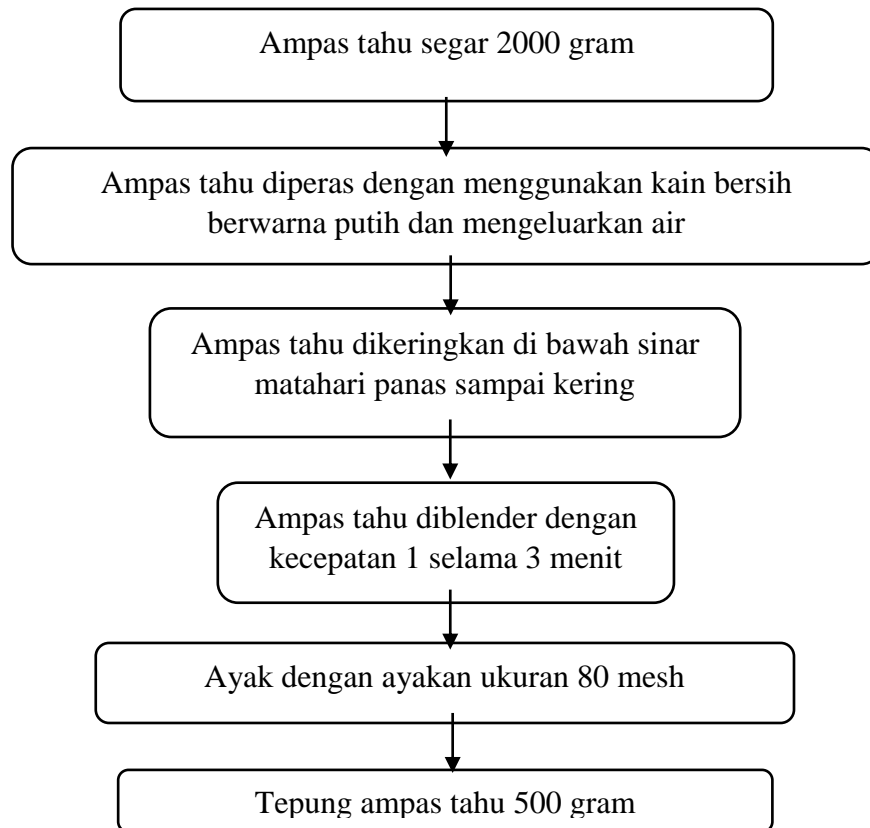 Ampas tahu segar 2000 gram
Ampas tahu diperas dengan menggunakan kain bersih
berwarna putih dan mengeluarkan air
Ampas tahu dikeringkan di bawah sinar
matahari panas sampai kering
Ampas tahu diblender dengan
kecepatan 1 selama 3 menit
Ayak dengan ayakan ukuran 80 mesh
Tepung ampas tahu 500 gram